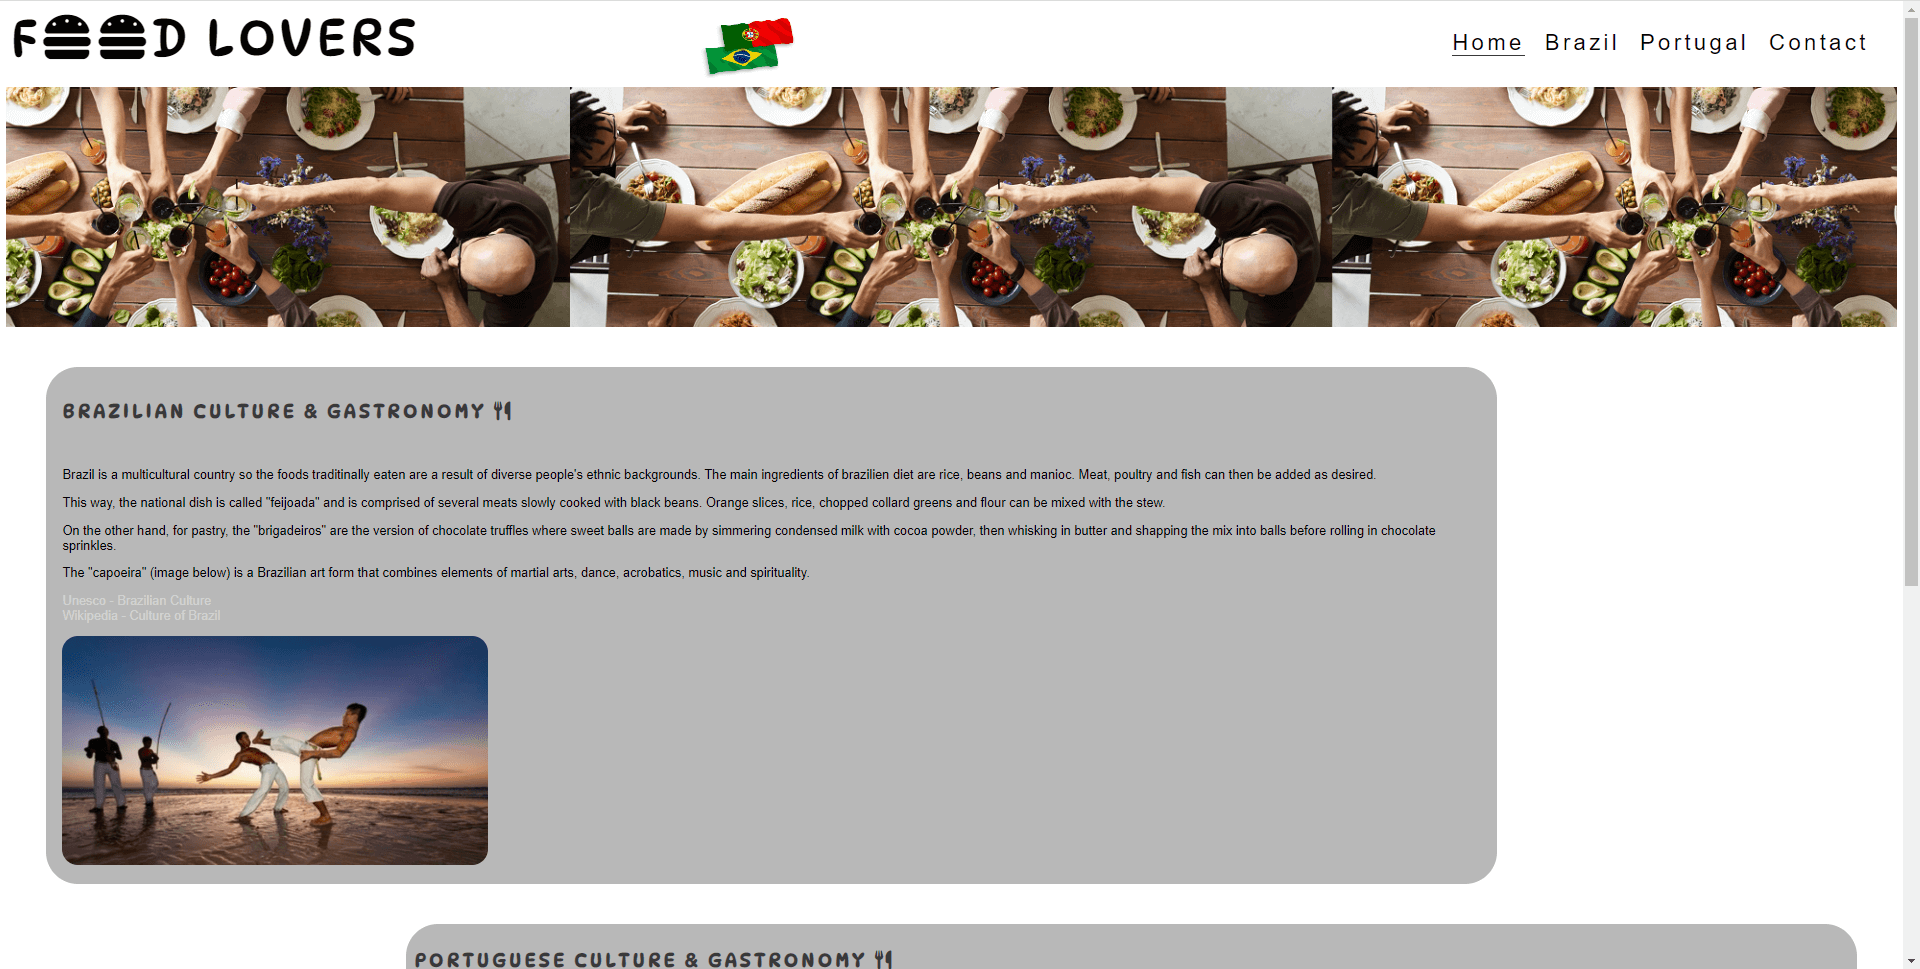 FOOD LOVERS
Home Brazil Portugal Contact
BRAZILIAN CULTURE & GASTRONOMY
Brazil is a multicultural country so the foods traditinally eaten are a result of diverse people's ethnic backgrounds. The main ingredients of brazilien diet are rice, beans and manioc. Meat, poultry and fish can then be added as desired.
This way, the national dish is called "feijoada" and is comprised of several meats slowly cooked with black beans. Orange slices, rice, chopped collard greens and flour can be mixed with the stew.
On the other hand, for pastry, the "brigadeiros" are the version of chocolate truffles where sweet balls are made by simmering condensed milk with cocoa powder, then whisking in butter and shapping the mix into balls before rolling in chocolate
sprinkles.
The "capoeira" (image below) is a Brazilian art form that combines elements of martial arts, dance, acrobatics, music and spirituality.
Unesco - Brazilian Culture
Wikipedia - Culture of Brazil
PORTUGUESE CULTURE & GASTRONOMY